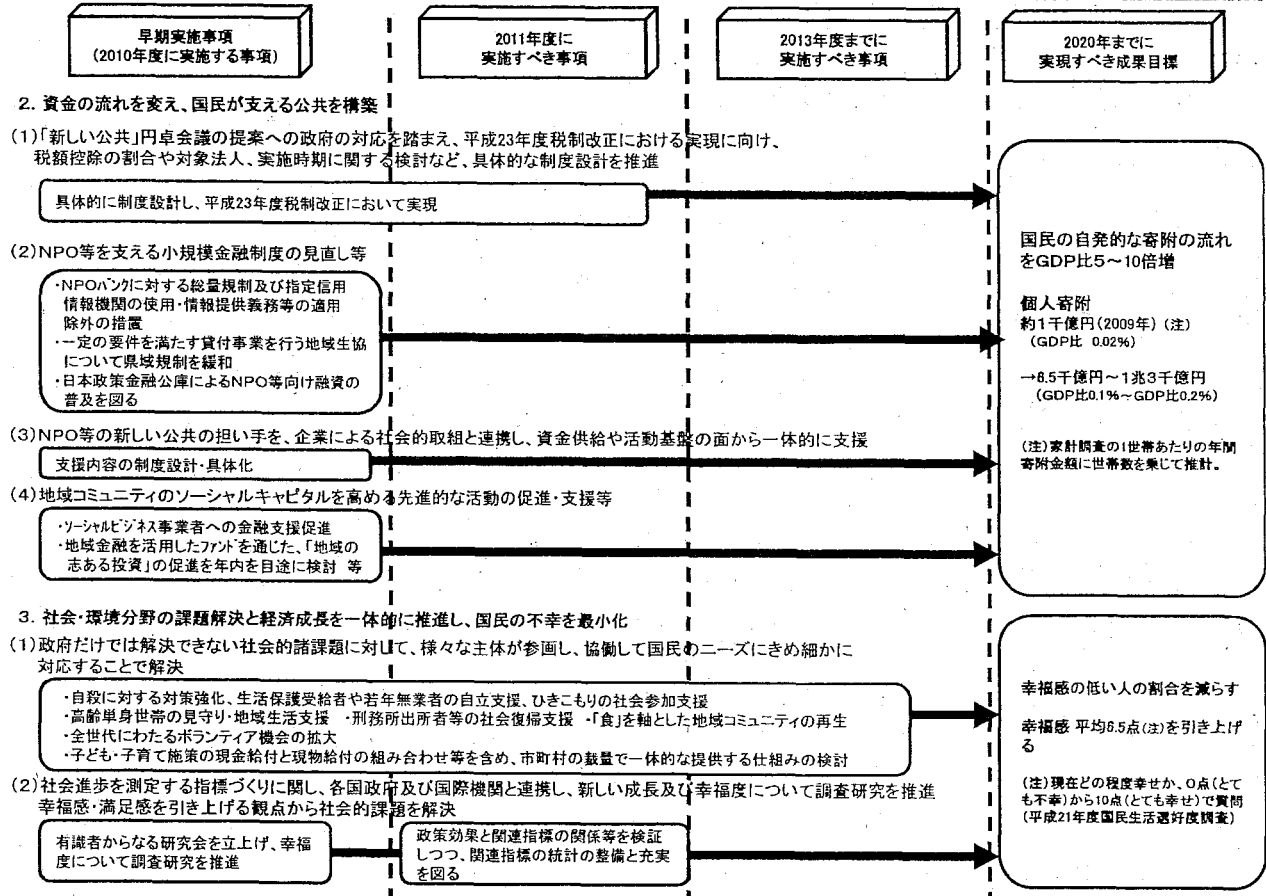 早期実施事項
(2010年度に実施する事項)
2011年度に
実施すべき事項
2013年度までに
実施すべき事項
2020年までに
実現すべき成果目標
2. 資金の流れを変え、国民が支える公共を構築
(1)「新しい公共」円卓会議の提案への政府の対応を踏まえ、平成23年度税制改正における実現に向け、
税額控除の割合や対象法人、実施時期に関する検討など、具体的な制度設計を推進
具体的に制度設計し、平成23年度税制改正において実現
(2)NPO等を支える小規模金融制度の見直し等
・NPOバンクに対する総量規制及び指定信用
情報機関の使用・情報提供義務等の適用
除外の措置
・一定の要件を満たす貸付事業を行う地域生協
について県域規制を緩和
・日本政策金融公庫によるNPO等向け融資の
普及を図る
(3)NPO等の新しい公共の担い手を、企業による社会的取組と連携し、資金供給や活動基盤の面から一体的に支援
支援内容の制度設計・具体化
(4)地域コミュニティのソーシャルキャピタルを高める先進的な活動の促進・支援等
・ソーシャルビジネス事業者への金融支援促進
・地域金融を活用したファンドを通じた、「地域の
志ある投資」の促進を年内を目途に検討 等
国民の自発的な寄附の流れ
をGDP比5~10倍増
個人寄附
約1千億円(2009年) (注)
(GDP比 0.02%)
→6.5千億円~1兆3千億円
(GDP比0.1%~GDP比0.2%)
(注)家計調査の1世帯あたりの年間
寄附金額に世帯数を乗じて推計。
3. 社会・環境分野の課題解決と経済成長を一体的に推進し、国民の不幸を最小化
(1)政府だけでは解決できない社会的諸課題に対して、様々な主体が参画し、協働して国民のニーズにきめ細かに
対応することで解決
・自殺に対する対策強化、生活保護受給者や若年無業者の自立支援、ひきこもりの社会参加支援
・高齢単身世帯の見守り・地域生活支援 ・刑務所出所者等の社会復帰支援 ・「食」を軸とした地域コミュニティの再生
・全世代にわたるボランティア機会の拡大
・子ども・子育て施策の現金給付と現物給付の組み合わせ等を含め、市町村の裁量で一体的な提供する仕組みの検討
(2)社会進歩を測定する指標づくりに関し、各国政府及び国際機関と連携し、新しい成長及び幸福度について調査研究を推進
幸福感・満足感を引き上げる観点から社会的課題を解決
有識者からなる研究会を立上げ、幸福
度について調査研究を推進
政策効果と関連指標の関係等を検証
しつつ、関連指標の統計の整備と充実
を図る
幸福感の低い人の割合を減らす
幸福感 平均6.5点(注)を引き上げ
る
(注)現在どの程度幸せか、0点(とて
も不幸)から10点(とても幸せ)で質問
(平成21年度国民生活選好度調査)